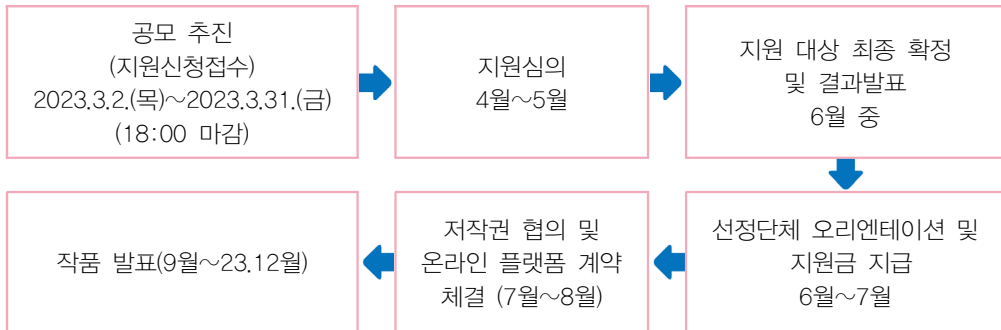 공모 추진
(지원신청접수)
2023.3.2.(목)~2023.3.31.(금)
(18:00 마감)
지원심의
4월~5월
지원 대상 최종 확정
및 결과발표
6월 중
선정단체 오리엔테이션 및
지원금 지급
6월~7월
저작권 협의 및
온라인 플랫폼 계약
체결 (7월~8월)
작품 발표(9월~23.12월)